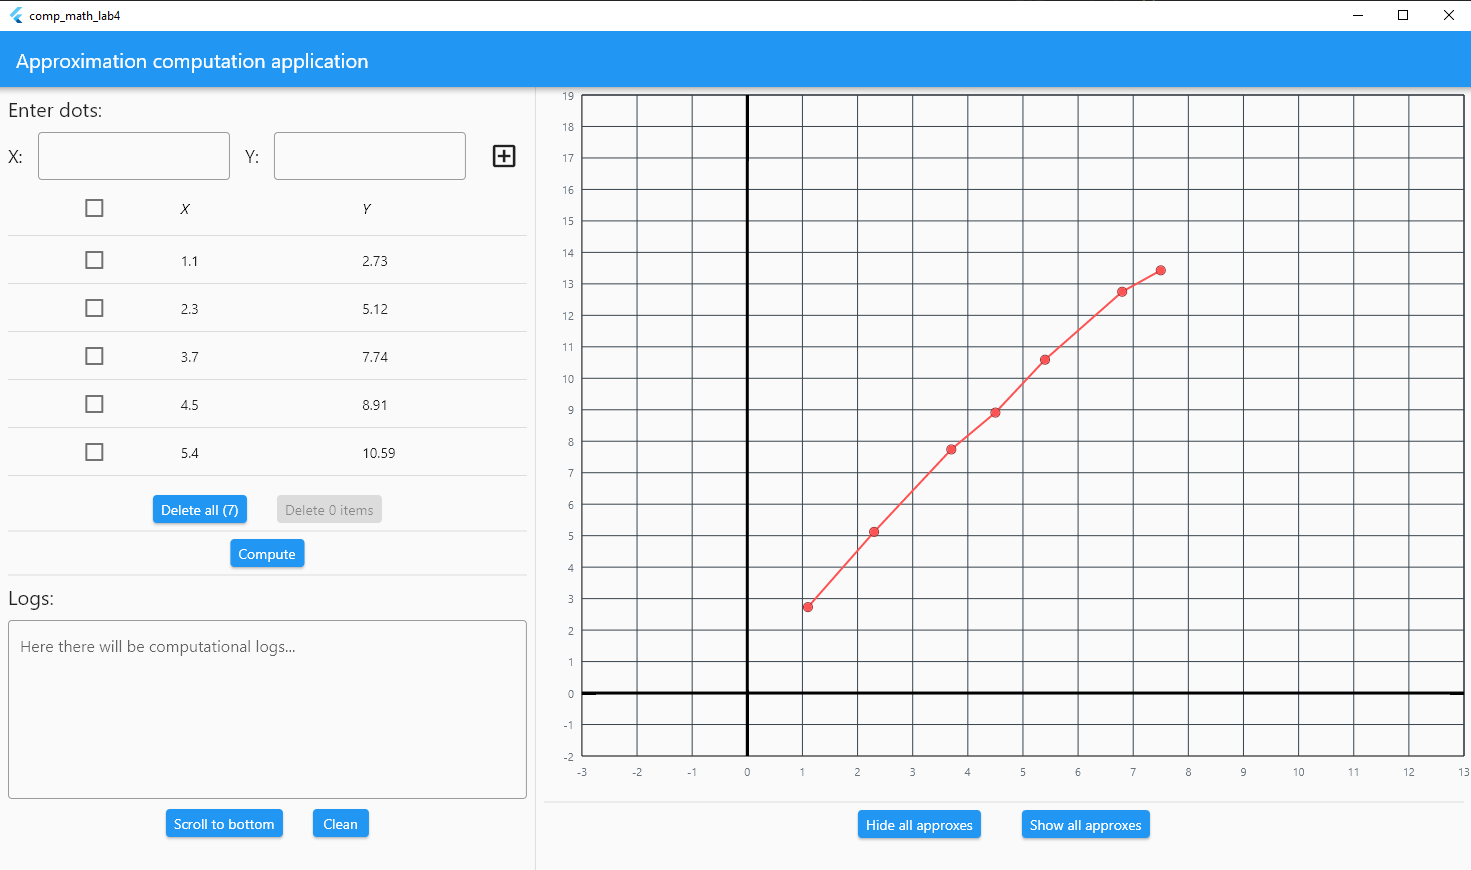 comp_math_lab4
Approximation computation application
Enter dots:
X: Y:
X Y
1.1 2.73
2.3 5.12
3.7 7.74
4.5 8.91
5.4 10.59
Delete all (7) Delete 0 items
Compute
Logs:
Here there will be computational logs...
Scroll to bottom Clean
19
18
17
16
15
14
13
12
11
10
9
8
7
6
5
4
3
2
1
0
-1
-2
-3 -2 -1 0 1 2 3 4 5 6 7 8 9 10 11 12 13
Hide all approxes Show all approxes